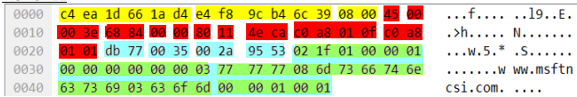 0000 c4 ea 1d 66 1a d4 e4 f8 9c b4 6c 39 08 00 45 00 ...f.... ..l9..E.
0010 00 3e 68 84 00 00 80 11 4e ca c0 a8 01 0f c0 a8 .>h..... N.......
0020 01 01 db 77 00 35 00 2a 95 53 02 1f 01 00 00 01 ...w.5.* .S......
0030 00 00 00 00 00 00 03 77 77 77 08 6d 73 66 74 6e .......w ww.msftn
0040 63 73 69 03 63 6f 6d 00 00 01 00 01 csi.com. ....